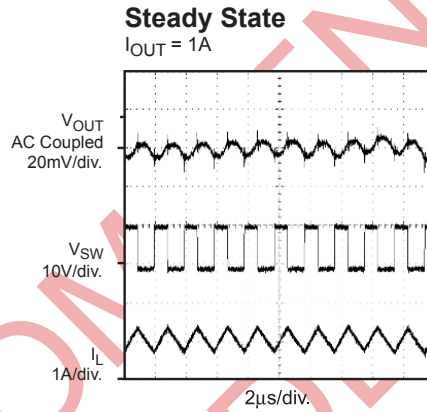 Steady State
IOUT = 1A
VOUT
AC Coupled
20mV/div.
VSW
10V/div.
IL
1A/div.
2µs/div.